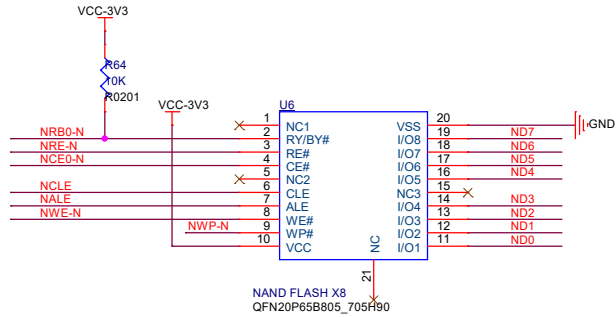 VCC-3V3
R64
10K
R0201
VCC-3V3
U6
NRB0-N
NRE-N
NCE0-N
NCLE
NALE
NWE-N
NWP-N
1 NC1
2 RY/BY#
3 RE#
4 CE#
5 NC2
6 CLE
7 ALE
8 WE#
9 WP#
10 VCC
VSS 20
I/O8 19 ND7
I/O7 18 ND6
I/O6 17 ND5
I/O5 16 ND4
NC3 15
I/O4 14 ND3
I/O3 13 ND2
I/O2 12 ND1
I/O1 11 ND0
GND
NC
21
NAND FLASH X8
QFN20P65B805_705H90